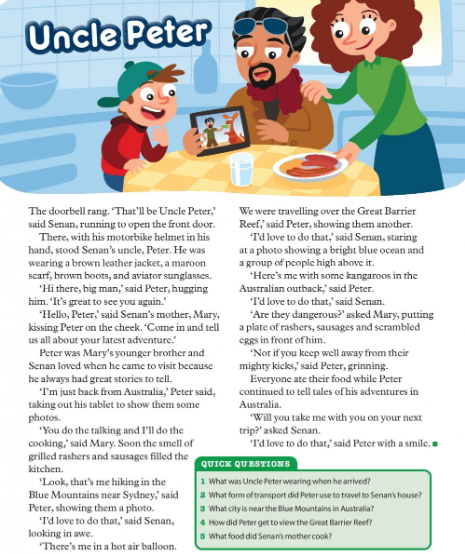 Uncle Peter
The doorbell rang. ‘That’ll be Uncle Peter,’
said Senan, running to open the front door.
There, with his motorbike helmet in his
hand, stood Senan’s uncle, Peter. He was
wearing a brown leather jacket, a maroon
scarf, brown boots, and aviator sunglasses.
‘Hi there, big man,’ said Peter, hugging
him. ‘It’s great to see you again.’
‘Hello, Peter,’ said Senan’s mother, Mary,
kissing Peter on the cheek. ‘Come in and tell
us all about your latest adventure.’
Peter was Mary’s younger brother and
Senan loved when he came to visit because
he always had great stories to tell.
‘I’m just back from Australia,’ Peter said,
taking out his tablet to show them some
photos.
‘You do the talking and I’ll do the
cooking,’ said Mary. Soon the smell of
grilled rashers and sausages filled the
kitchen.
‘Look, that’s me hiking in the
Blue Mountains near Sydney,’ said
Peter, showing them a photo.
‘I’d love to do that,’ said Senan,
looking in awe.
‘There’s me in a hot air balloon.
We were travelling over the Great Barrier
Reef,’ said Peter, showing them another.
‘I’d love to do that,’ said Senan, staring
at a photo showing a bright blue ocean and
a group of people high above it.
‘Here’s me with some kangaroos in the
Australian outback,’ said Peter.
‘I’d love to do that,’ said Senan.
‘Are they dangerous?’ asked Mary, putting
a plate of rashers, sausages and scrambled
eggs in front of him.
‘Not if you keep well away from their
mighty kicks,’ said Peter, grinning.
Everyone ate their food while Peter
continued to tell tales of his adventures in
Australia.
‘Will you take me with you on your next
trip?’ asked Senan.
‘I’d love to do that,’ said Peter with a smile. ■
QUICK QUESTIONS
1 What was Uncle Peter wearing when he arrived?
2 What form of transport did Peter use to travel to Senan’s house?
3 What city is near the Blue Mountains in Australia?
4 How did Peter get to view the Great Barrier Reef?
5 What food did Senan’s mother cook?